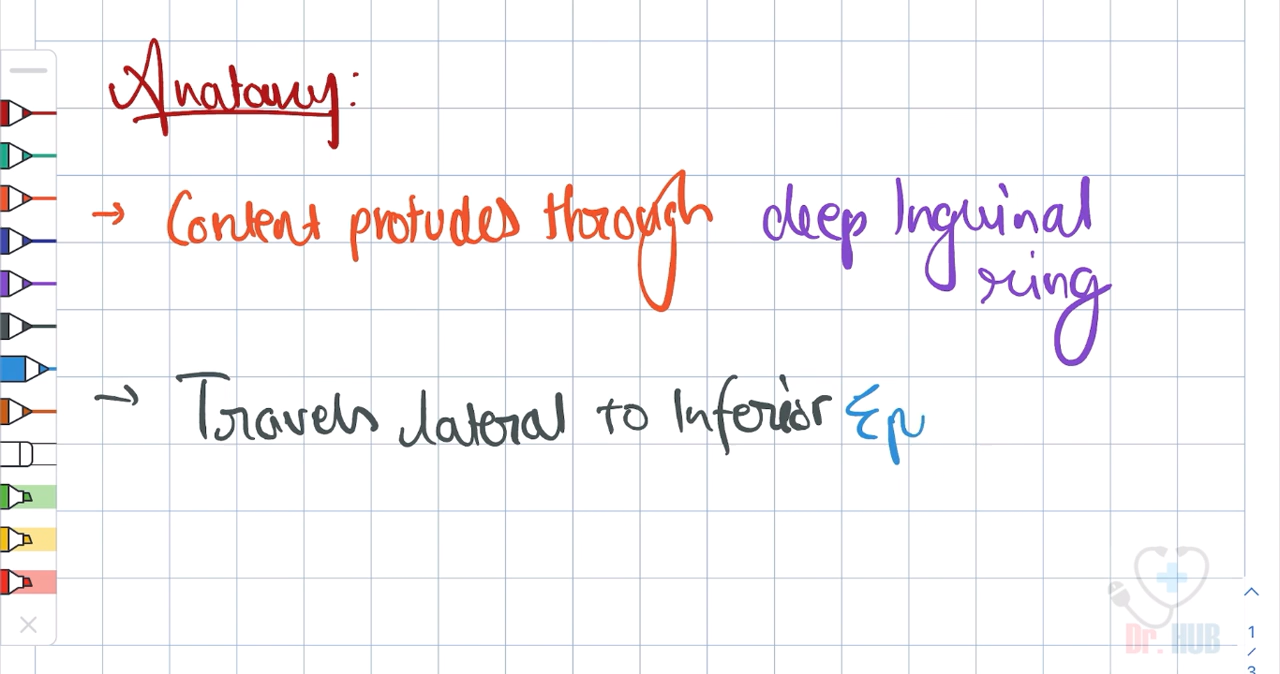 Anatomy:
→ Content protudes through deep Inguinal
ring
→ Travels lateral to Inferior Ep
Dr. HUB
1
/
3